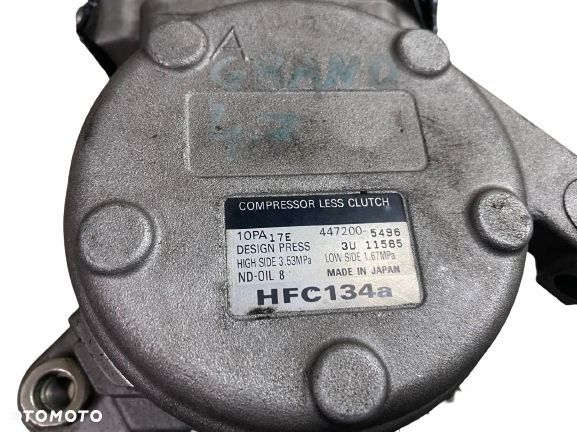 A
GRAND
4.7
COMPRESSOR LESS CLUTCH
10PA17E 447200-5496
DESIGN PRESS 3U 11565
HIGH SIDE 3.53MPa LOW SIDE 1.67MPa
ND-OIL 8 MADE IN JAPAN
HFC134a
OTOMOTO